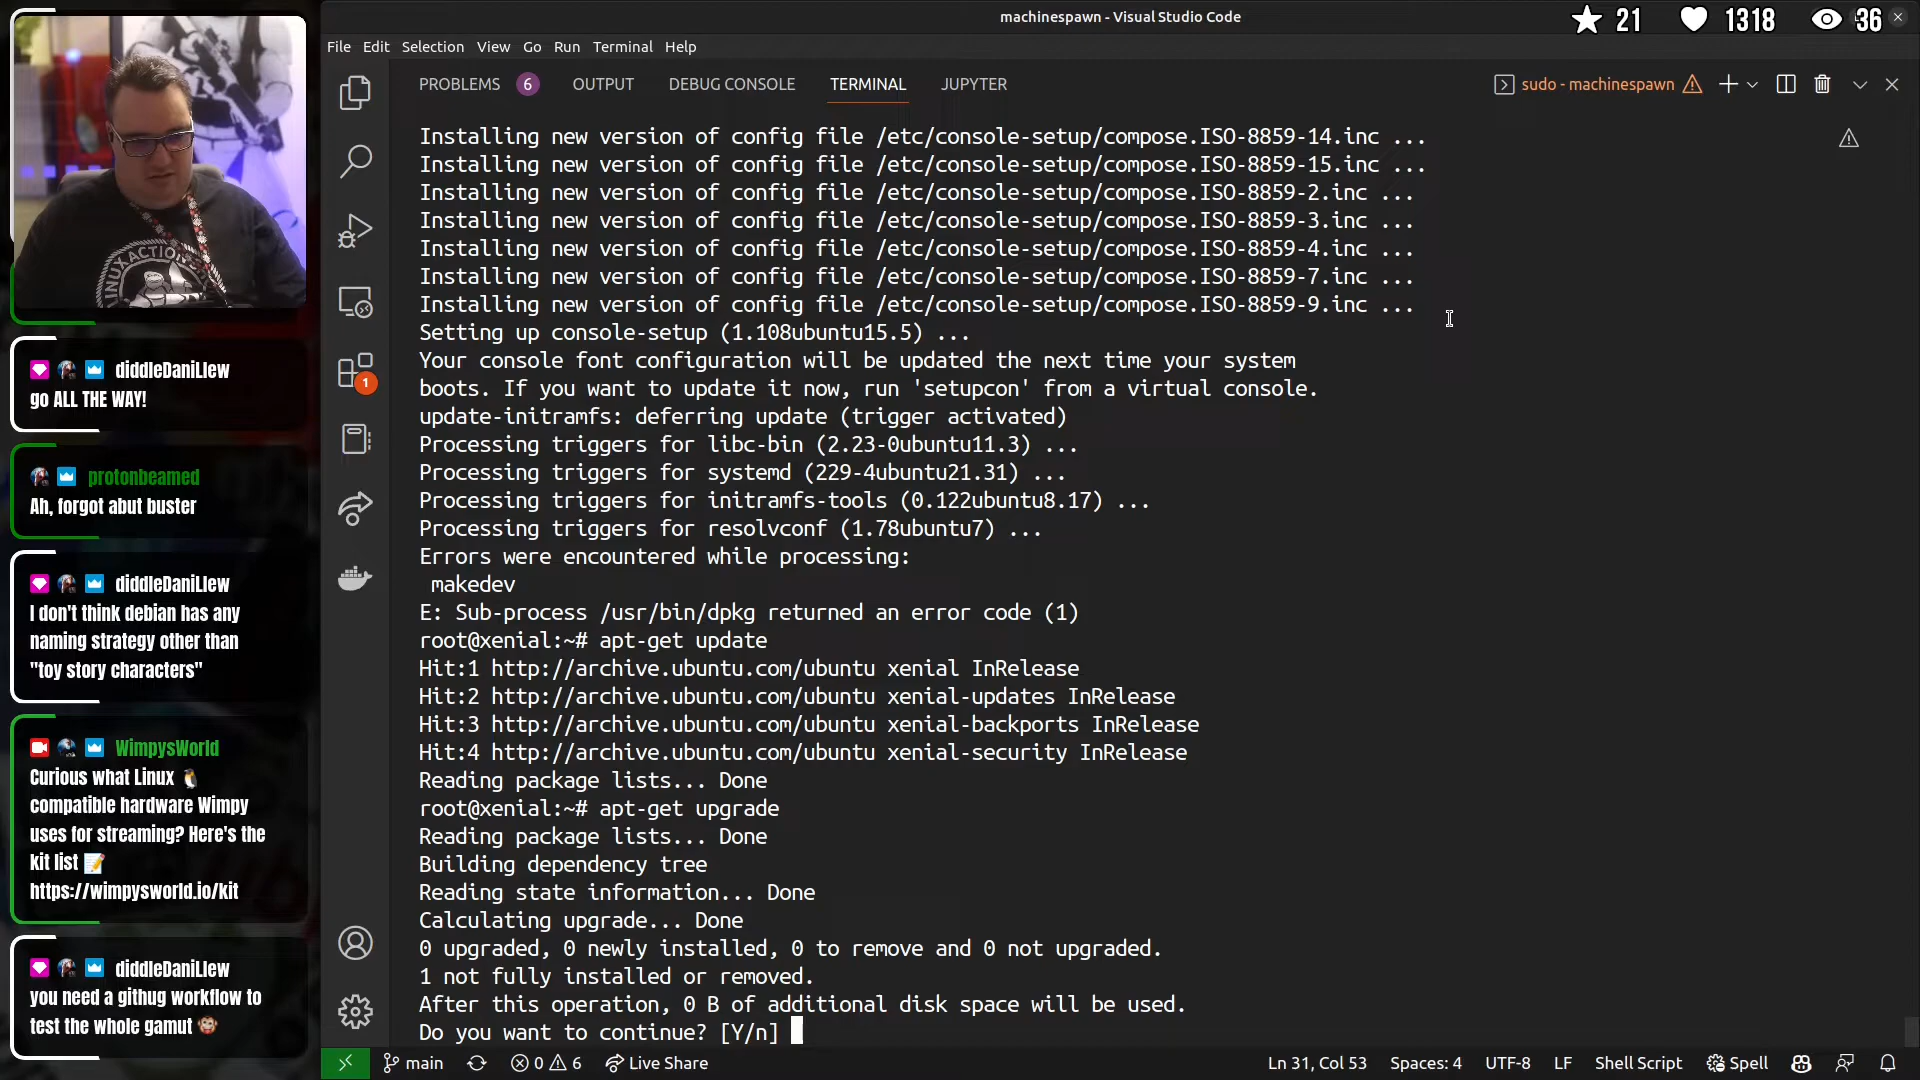 machinespawn - Visual Studio Code
21 1318 36
File Edit Selection View Go Run Terminal Help
PROBLEMS 6 OUTPUT DEBUG CONSOLE TERMINAL JUPYTER
sudo - machinespawn
Installing new version of config file /etc/console-setup/compose.ISO-8859-14.inc ...
Installing new version of config file /etc/console-setup/compose.ISO-8859-15.inc ...
Installing new version of config file /etc/console-setup/compose.ISO-8859-2.inc ...
Installing new version of config file /etc/console-setup/compose.ISO-8859-3.inc ...
Installing new version of config file /etc/console-setup/compose.ISO-8859-4.inc ...
Installing new version of config file /etc/console-setup/compose.ISO-8859-7.inc ...
Installing new version of config file /etc/console-setup/compose.ISO-8859-9.inc ...
Setting up console-setup (1.108ubuntu15.5) ...
Your console font configuration will be updated the next time your system
boots. If you want to update it now, run 'setupcon' from a virtual console.
update-initramfs: deferring update (trigger activated)
Processing triggers for libc-bin (2.23-0ubuntu11.3) ...
Processing triggers for systemd (229-4ubuntu21.31) ...
Processing triggers for initramfs-tools (0.122ubuntu8.17) ...
Processing triggers for resolvconf (1.78ubuntu7) ...
Errors were encountered while processing:
makedev
E: Sub-process /usr/bin/dpkg returned an error code (1)
root@xenial:~# apt-get update
Hit:1 http://archive.ubuntu.com/ubuntu xenial InRelease
Hit:2 http://archive.ubuntu.com/ubuntu xenial-updates InRelease
Hit:3 http://archive.ubuntu.com/ubuntu xenial-backports InRelease
Hit:4 http://archive.ubuntu.com/ubuntu xenial-security InRelease
Reading package lists... Done
root@xenial:~# apt-get upgrade
Reading package lists... Done
Building dependency tree
Reading state information... Done
Calculating upgrade... Done
0 upgraded, 0 newly installed, 0 to remove and 0 not upgraded.
1 not fully installed or removed.
After this operation, 0 B of additional disk space will be used.
Do you want to continue? [Y/n]
1
LINUX ACTION
diddleDaniLlew
go ALL THE WAY!
protonbeamed
Ah, forgot abut buster
diddleDaniLlew
I don't think debian has any
naming strategy other than
"toy story characters"
WimpysWorld
Curious what Linux 🐧
compatible hardware Wimpy
uses for streaming? Here's the
kit list 📝
https://wimpysworld.io/kit
diddleDaniLlew
you need a githug workflow to
test the whole gamut 🐵
main 0 6 Live Share
Ln 31, Col 53 Spaces: 4 UTF-8 LF Shell Script Spell